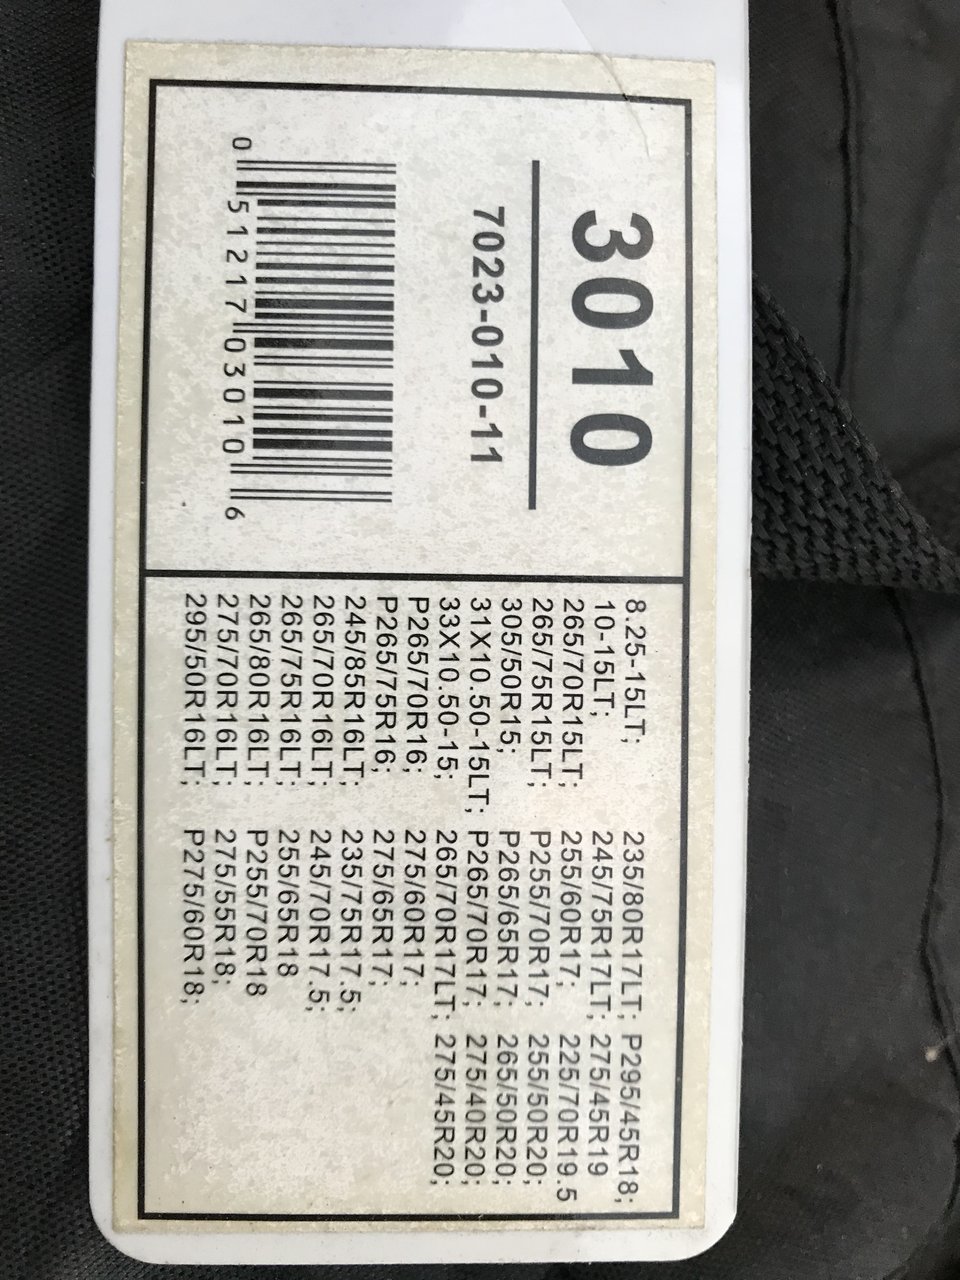 3010
7023-010-11
0 51217 03010 6
8.25-15LT;
10-15LT;
265/70R15LT;
265/75R15LT;
305/50R15;
31X10.50-15LT;
33X10.50-15;
P265/70R16;
P265/75R16;
245/85R16LT;
265/70R16LT;
265/75R16LT;
265/80R16LT;
275/70R16LT;
295/50R16LT;
235/80R17LT;
245/75R17LT;
255/60R17;
P255/70R17;
P265/65R17;
P265/70R17;
265/70R17LT;
275/60R17;
275/65R17;
235/75R17.5;
245/70R17.5;
255/65R18
P255/70R18
275/55R18;
P275/60R18;
P295/45R18;
275/45R19
225/70R19.5
255/50R20;
265/50R20;
275/40R20;
275/45R20;